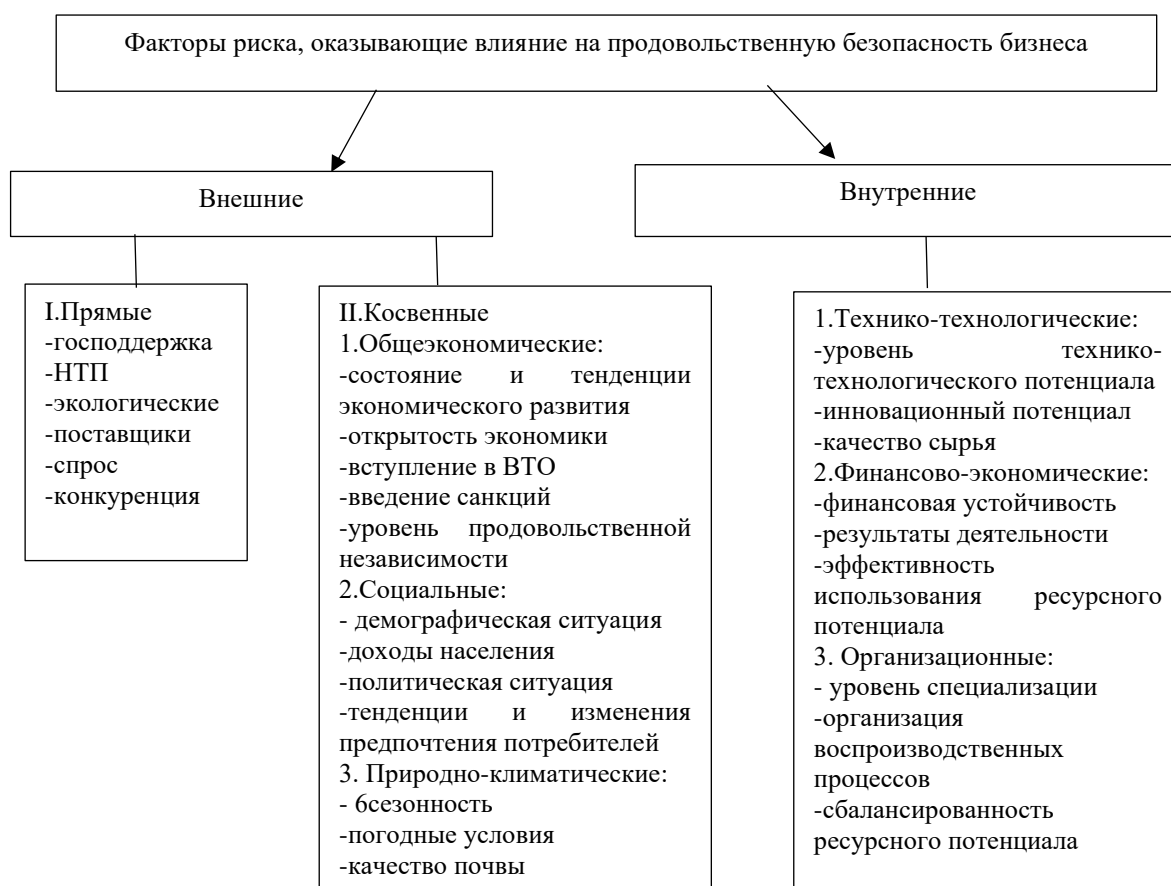 Факторы риска, оказывающие влияние на продовольственную безопасность бизнеса
Внешние
Внутренние
I.Прямые
-господдержка
-НТП
-экологические
-поставщики
-спрос
-конкуренция
II.Косвенные
1.Общеэкономические:
-состояние и тенденции
экономического развития
-открытость экономики
-вступление в ВТО
-введение санкций
-уровень продовольственной
независимости
2.Социальные:
- демографическая ситуация
-доходы населения
-политическая ситуация
-тенденции и изменения
предпочтения потребителей
3. Природно-климатические:
- 6сезонность
-погодные условия
-качество почвы
1.Технико-технологические:
-уровень технико-
технологического потенциала
-инновационный потенциал
-качество сырья
2.Финансово-экономические:
-финансовая устойчивость
-результаты деятельности
-эффективность
использования ресурсного
потенциала
3. Организационные:
- уровень специализации
-организация
воспроизводственных
процессов
-сбалансированность
ресурсного потенциала